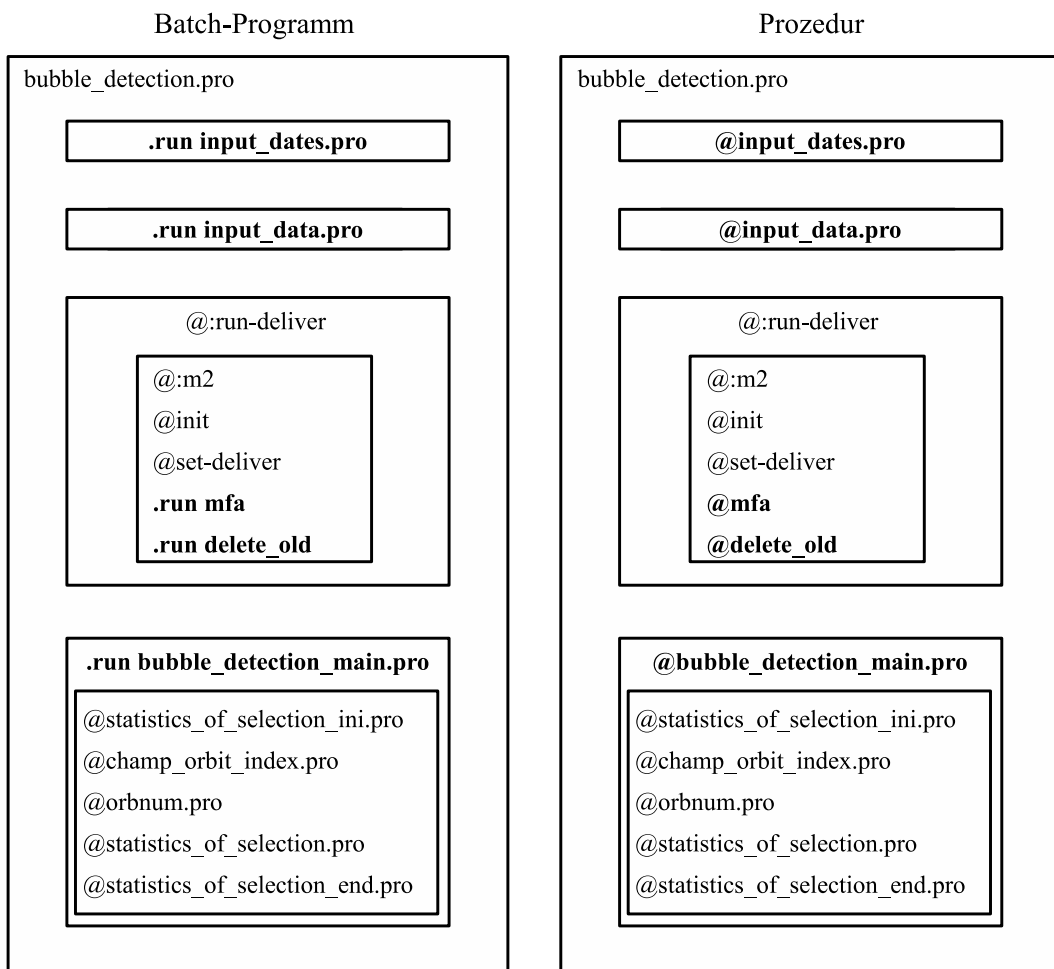 Batch-Programm
bubble_detection.pro
.run input_dates.pro
.run input_data.pro
@:run-deliver
@:m2
@init
@set-deliver
.run mfa
.run delete_old
.run bubble_detection_main.pro
@statistics_of_selection_ini.pro
@champ_orbit_index.pro
@orbnum.pro
@statistics_of_selection.pro
@statistics_of_selection_end.pro
Prozedur
bubble_detection.pro
@input_dates.pro
@input_data.pro
@:run-deliver
@:m2
@init
@set-deliver
@mfa
@delete_old
@bubble_detection_main.pro
@statistics_of_selection_ini.pro
@champ_orbit_index.pro
@orbnum.pro
@statistics_of_selection.pro
@statistics_of_selection_end.pro